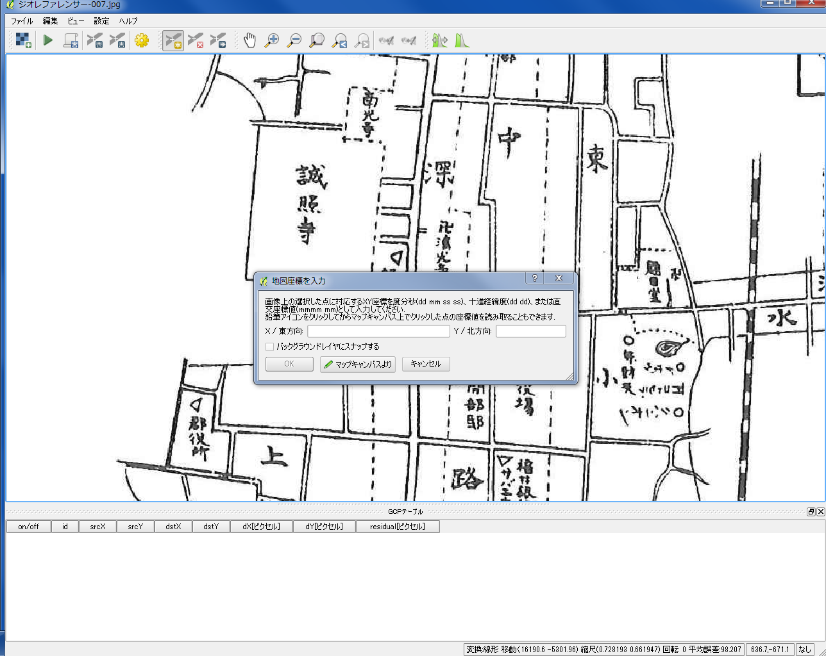 ジオレファレンサー-007.jpg
ファイル 編集 ビュー 設定 ヘルプ
南光寺
中
東
深
誠照寺
題目堂
水
小
地図座標を入力
画像上の選択した点に対応するXY座標を度分秒(dd mm ss ss)、十進経緯度(dd dd)、または直
交座標値(mmmm mm)として入力してください.
鉛筆アイコンをクリックしてからマップキャンバス上でクリックした点の座標値を読み取ることもできます.
X / 東方向
Y / 北方向
バックグラウンドレイヤにスナップする
OK
マップキャンバスより
キャンセル
役場
間部邸
郡役所
上
路
GCPテーブル
on/off id srcX srcY dstX dstY dX[ピクセル] dY[ピクセル] residual[ピクセル]
変換:線形 移動(16190.6 -5801.96) 縮尺(0.728193 0.661947) 回転: 0 平均誤差:98.207
636.7,-671.1
なし